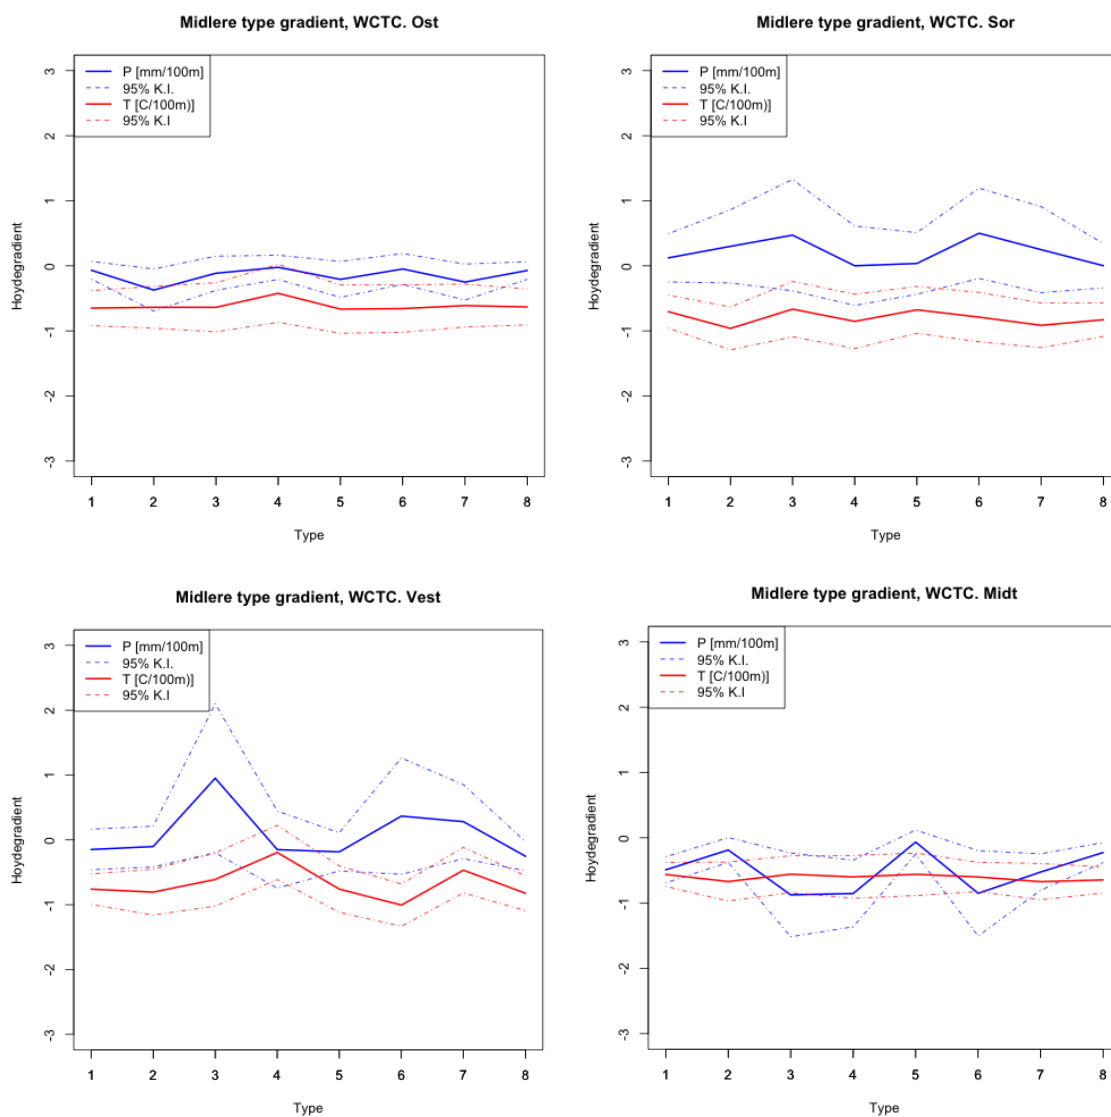 Midlere type gradient, WCTC. Ost
P [mm/100m]
95% K.I.
T [C/100m)]
95% K.I
Hoydegradient
3
2
1
0
-1
-2
-3
1 2 3 4 5 6 7 8
Type
Midlere type gradient, WCTC. Sor
P [mm/100m]
95% K.I.
T [C/100m)]
95% K.I
Hoydegradient
3
2
1
0
-1
-2
-3
1 2 3 4 5 6 7 8
Type
Midlere type gradient, WCTC. Vest
P [mm/100m]
95% K.I.
T [C/100m)]
95% K.I
Hoydegradient
3
2
1
0
-1
-2
-3
1 2 3 4 5 6 7 8
Type
Midlere type gradient, WCTC. Midt
P [mm/100m]
95% K.I.
T [C/100m)]
95% K.I
Hoydegradient
3
2
1
0
-1
-2
-3
1 2 3 4 5 6 7 8
Type